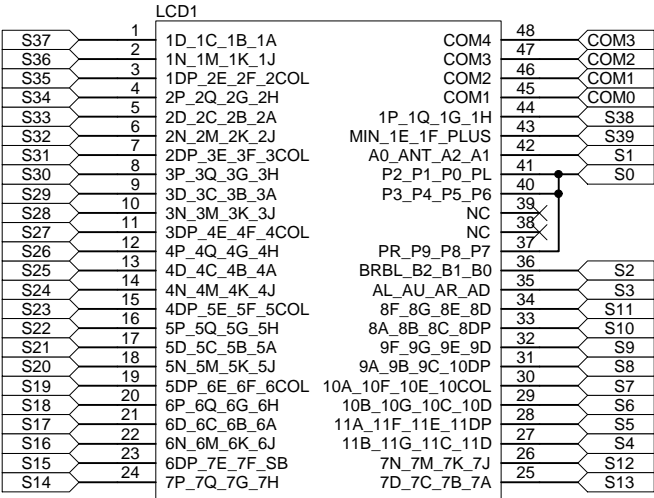 LCD1
S37 1 1D_1C_1B_1A COM4 48 COM3
S36 2 1N_1M_1K_1J COM3 47 COM2
S35 3 1DP_2E_2F_2COL COM2 46 COM1
S34 4 2P_2Q_2G_2H COM1 45 COM0
S33 5 2D_2C_2B_2A 1P_1Q_1G_1H 44 S38
S32 6 2N_2M_2K_2J MIN_1E_1F_PLUS 43 S39
S31 7 2DP_3E_3F_3COL A0_ANT_A2_A1 42 S1
S30 8 3P_3Q_3G_3H P2_P1_P0_PL 41 S0
S29 9 3D_3C_3B_3A P3_P4_P5_P6 40
S28 10 3N_3M_3K_3J NC 39
S27 11 3DP_4E_4F_4COL NC 38
S26 12 4P_4Q_4G_4H PR_P9_P8_P7 37
S25 13 4D_4C_4B_4A BRBL_B2_B1_B0 36 S2
S24 14 4N_4M_4K_4J AL_AU_AR_AD 35 S3
S23 15 4DP_5E_5F_5COL 8F_8G_8E_8D 34 S11
S22 16 5P_5Q_5G_5H 8A_8B_8C_8DP 33 S10
S21 17 5D_5C_5B_5A 9F_9G_9E_9D 32 S9
S20 18 5N_5M_5K_5J 9A_9B_9C_10DP 31 S8
S19 19 5DP_6E_6F_6COL 10A_10F_10E_10COL 30 S7
S18 20 6P_6Q_6G_6H 10B_10G_10C_10D 29 S6
S17 21 6D_6C_6B_6A 11A_11F_11E_11DP 28 S5
S16 22 6N_6M_6K_6J 11B_11G_11C_11D 27 S4
S15 23 6DP_7E_7F_SB 7N_7M_7K_7J 26 S12
S14 24 7P_7Q_7G_7H 7D_7C_7B_7A 25 S13